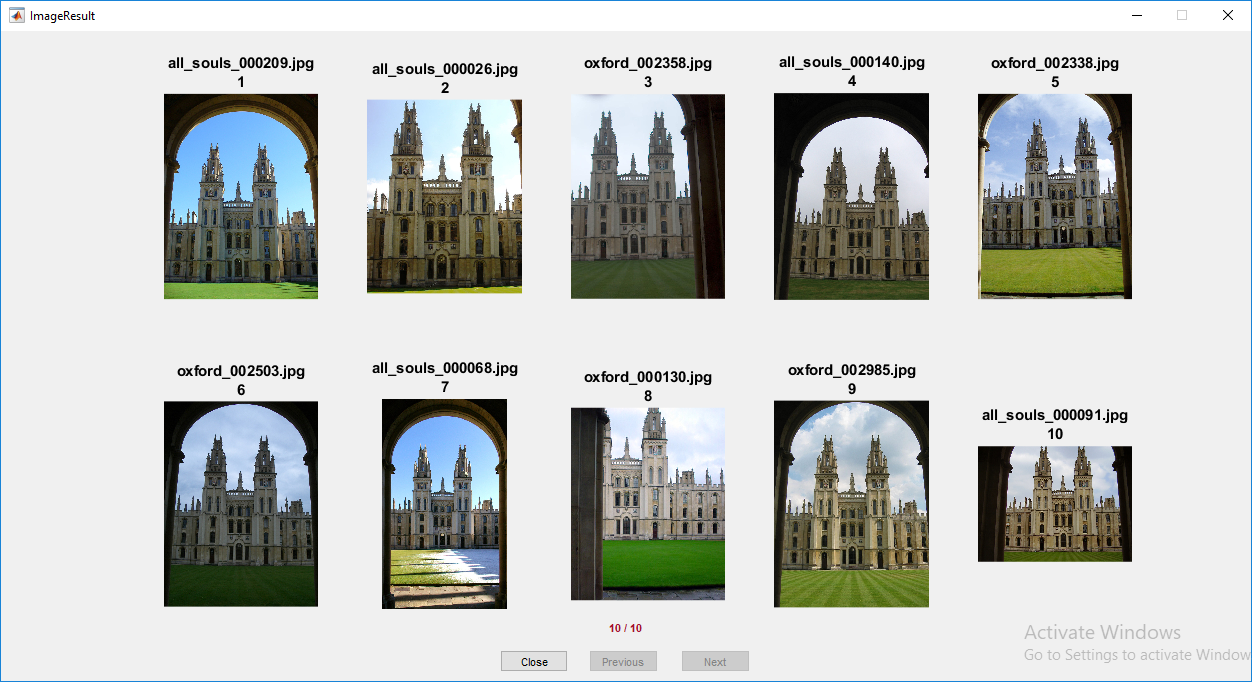 ImageResult
all_souls_000209.jpg
1
all_souls_000026.jpg
2
oxford_002358.jpg
3
all_souls_000140.jpg
4
oxford_002338.jpg
5
oxford_002503.jpg
6
all_souls_000068.jpg
7
oxford_000130.jpg
8
oxford_002985.jpg
9
all_souls_000091.jpg
10
10 / 10
Close
Previous
Next
Activate Windows
Go to Settings to activate Window